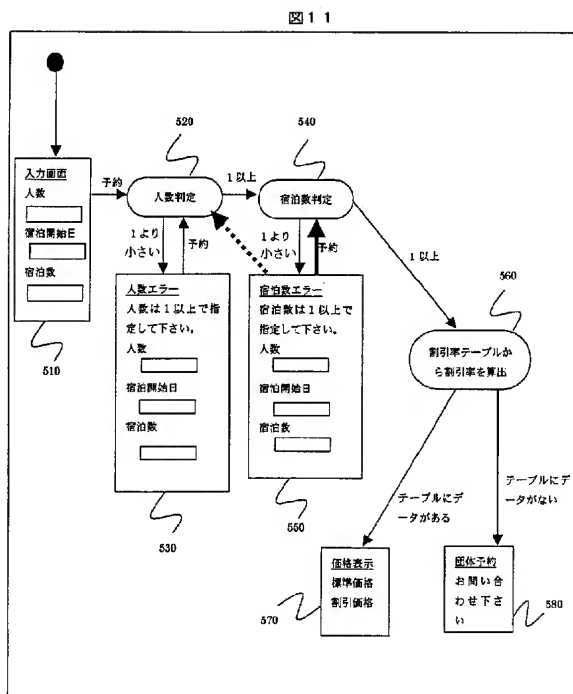 図１１
520
540
入力画面
人数
宿泊開始日
宿泊数
510
予約
人数判定
1以上
宿泊数判定
1より
小さい
予約
1より
小さい
予約
1以上
560
人数エラー
人数は１以上で指
定して下さい。
人数
宿泊開始日
宿泊数
530
宿泊数エラー
宿泊数は１以上で
指定して下さい。
人数
宿泊開始日
宿泊数
550
割引率テーブルか
ら割引率を算出
テーブルにデ
ータがある
テーブルにデ
ータがない
価格表示
標準価格
割引価格
570
団体予約
お問い合
わせ下さ
い
580